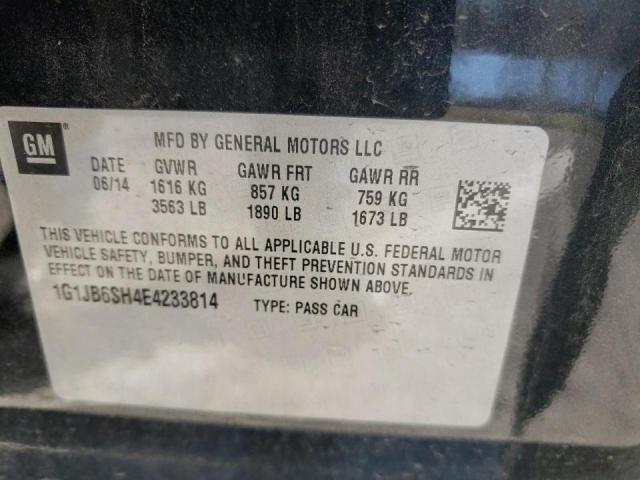 GM®
MFD BY GENERAL MOTORS LLC
DATE GVWR GAWR FRT GAWR RR
06/14 1616 KG 857 KG 759 KG
3563 LB 1890 LB 1673 LB
THIS VEHICLE CONFORMS TO ALL APPLICABLE U.S. FEDERAL MOTOR
VEHICLE SAFETY, BUMPER, AND THEFT PREVENTION STANDARDS IN
EFFECT ON THE DATE OF MANUFACTURE SHOWN ABOVE.
1G1JB6SH4E4233814 TYPE: PASS CAR